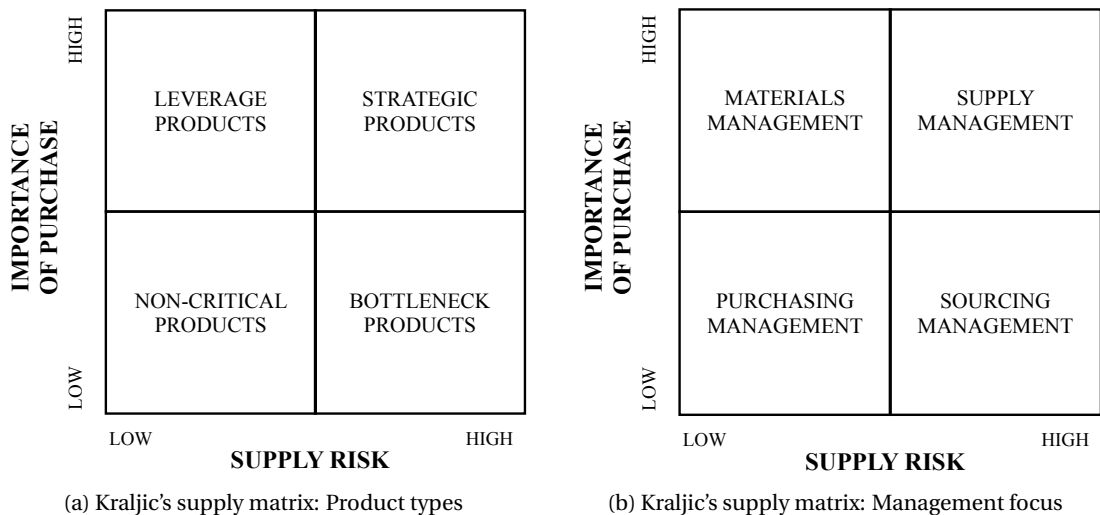 HIGH
LEVERAGE
PRODUCTS
STRATEGIC
PRODUCTS
IMPORTANCE
OF PURCHASE
NON-CRITICAL
PRODUCTS
BOTTLENECK
PRODUCTS
LOW
LOW
HIGH
SUPPLY RISK
(a) Kraljic's supply matrix: Product types
HIGH
MATERIALS
MANAGEMENT
SUPPLY
MANAGEMENT
IMPORTANCE
OF PURCHASE
PURCHASING
MANAGEMENT
SOURCING
MANAGEMENT
LOW
LOW
HIGH
SUPPLY RISK
(b) Kraljic's supply matrix: Management focus